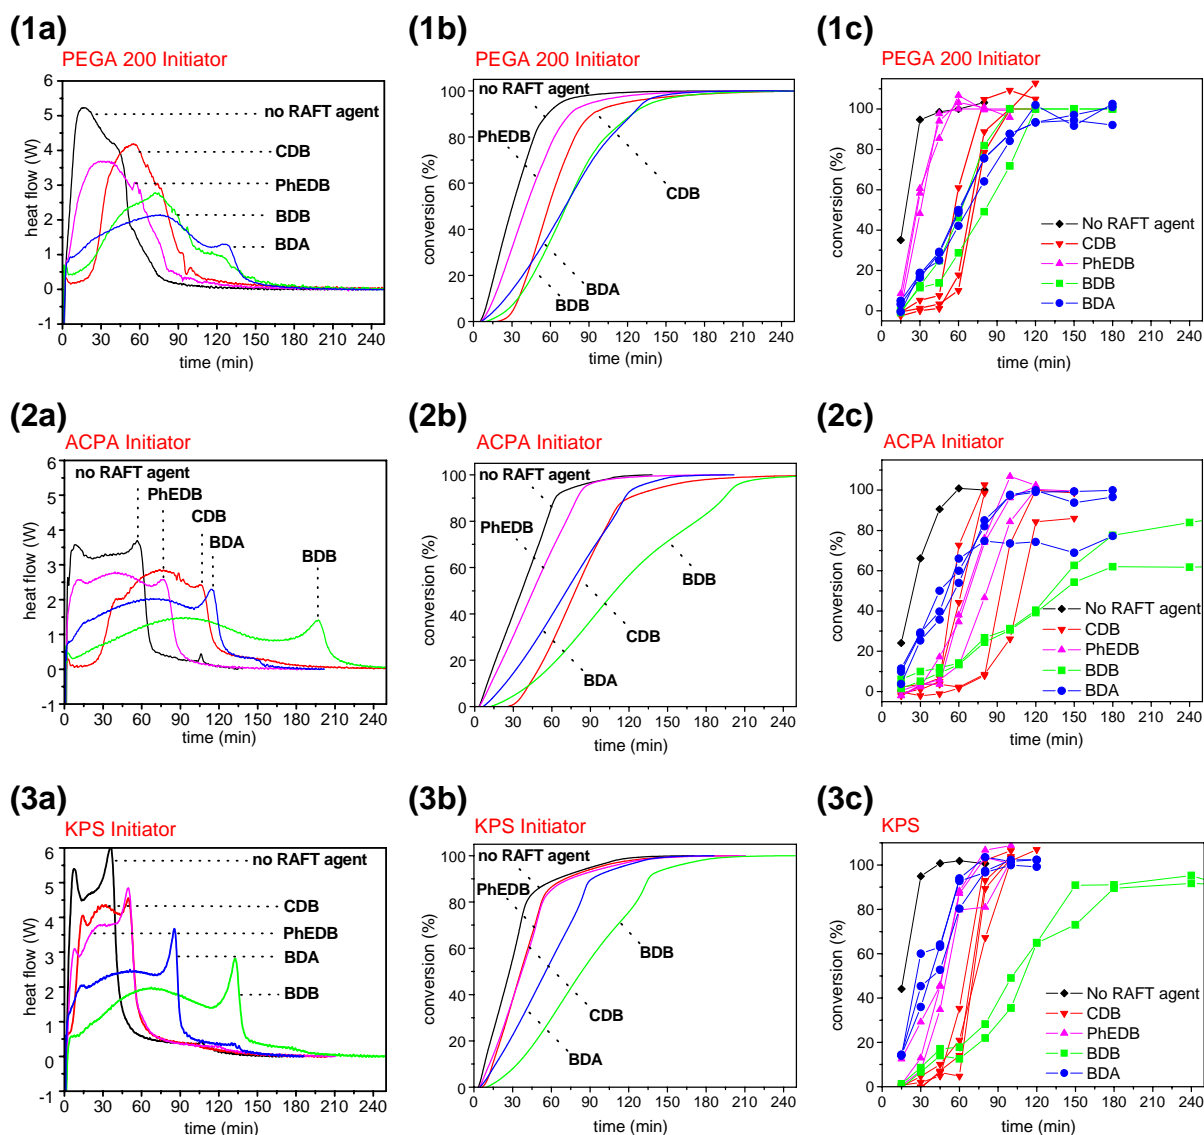 (1a)
PEGA 200 Initiator
heat flow (W)
6
5
4
3
2
1
0
-1
no RAFT agent
CDB
PhEDB
BDB
BDA
0 30 60 90 120 150 180 210 240
time (min)
(1b)
PEGA 200 Initiator
conversion (%)
100
80
60
40
20
0
no RAFT agent
PhEDB
CDB
BDA
BDB
0 30 60 90 120 150 180 210 240
time (min)
(1c)
PEGA 200 Initiator
conversion (%)
100
80
60
40
20
0
No RAFT agent
CDB
PhEDB
BDB
BDA
0 30 60 90 120 150 180 210 240
time (min)
(2a)
ACPA Initiator
heat flow (W)
6
5
4
3
2
1
0
-1
no RAFT agent
PhEDB
CDB
BDA
BDB
0 30 60 90 120 150 180 210 240
time (min)
(2b)
ACPA Initiator
conversion (%)
100
80
60
40
20
0
no RAFT agent
PhEDB
BDB
CDB
BDA
0 30 60 90 120 150 180 210 240
time (min)
(2c)
ACPA Initiator
conversion (%)
100
80
60
40
20
0
No RAFT agent
CDB
PhEDB
BDB
BDA
0 30 60 90 120 150 180 210 240
time (min)
(3a)
KPS Initiator
heat flow (W)
6
5
4
3
2
1
0
-1
no RAFT agent
CDB
PhEDB
BDA
BDB
0 30 60 90 120 150 180 210 240
time (min)
(3b)
KPS Initiator
conversion (%)
100
80
60
40
20
0
no RAFT agent
PhEDB
BDB
CDB
BDA
0 30 60 90 120 150 180 210 240
time (min)
(3c)
KPS
conversion (%)
100
80
60
40
20
0
No RAFT agent
CDB
PhEDB
BDB
BDA
0 30 60 90 120 150 180 210 240
time (min)